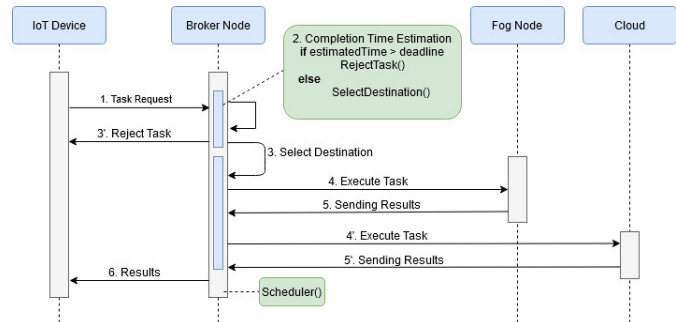 IoT Device
Broker Node
Fog Node
Cloud
2. Completion Time Estimation
if estimatedTime > deadline
RejectTask()
else
SelectDestination()
1. Task Request
3'. Reject Task
3. Select Destination
4. Execute Task
5. Sending Results
4'. Execute Task
5'. Sending Results
6. Results
Scheduler()